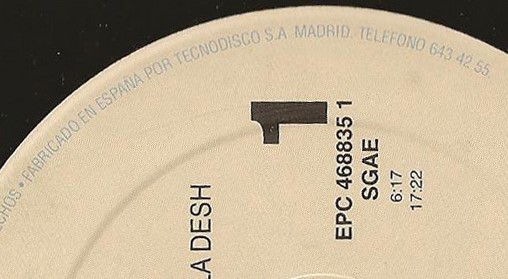 FABRICADO EN ESPAÑA POR TECNODISCO S.A MADRID. TELEFONO 643 42 55
1
EPC 468835 1
SGAE
6:17
17:22
LA DESH